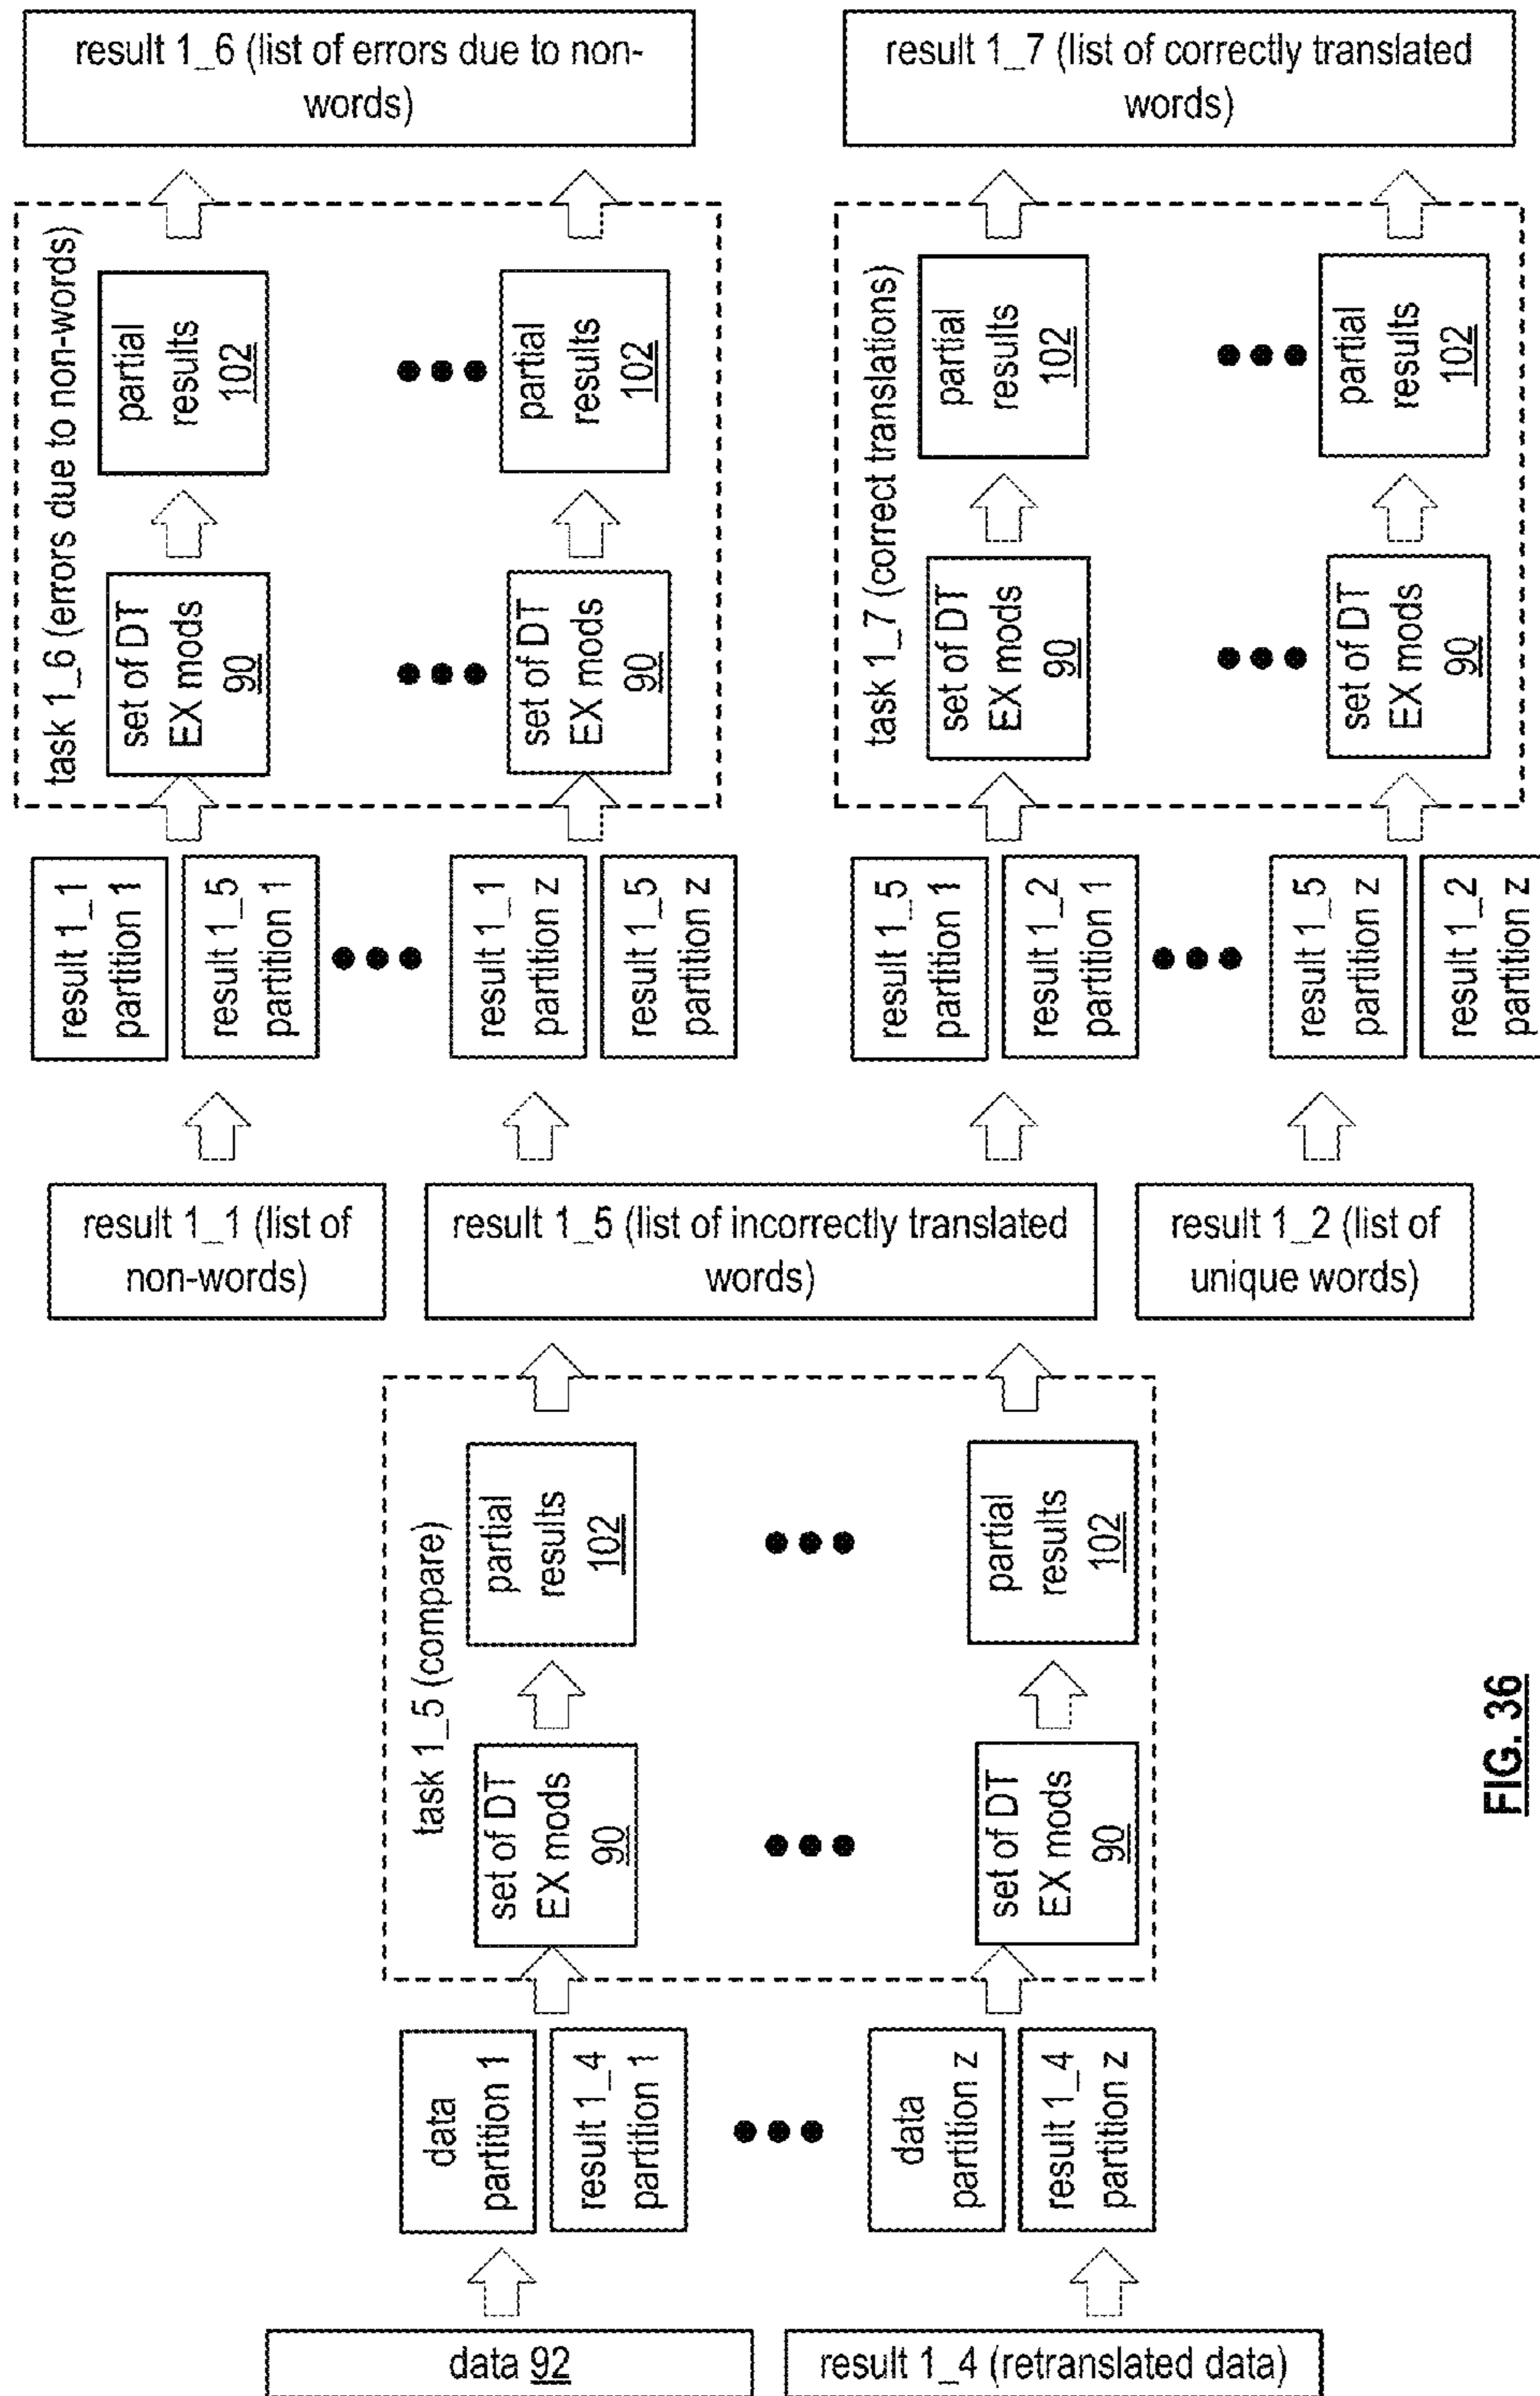 data 92
result 1_4 (retranslated data)
data
partition 1
result 1_4
partition 1
data
partition z
result 1_4
partition z
task 1_5 (compare)
set of DT
EX mods
90
partial
results
102
set of DT
EX mods
90
partial
results
102
result 1_1 (list of
non-words)
result 1_5 (list of incorrectly translated
words)
result 1_2 (list of
unique words)
result 1_1
partition 1
result 1_5
partition 1
result 1_1
partition z
result 1_5
partition z
task 1_6 (errors due to non-words)
set of DT
EX mods
90
partial
results
102
set of DT
EX mods
90
partial
results
102
result 1_6 (list of errors due to non-
words)
result 1_5
partition 1
result 1_2
partition 1
result 1_5
partition z
result 1_2
partition z
task 1_7 (correct translations)
set of DT
EX mods
90
partial
results
102
set of DT
EX mods
90
partial
results
102
result 1_7 (list of correctly translated
words)
FIG. 36